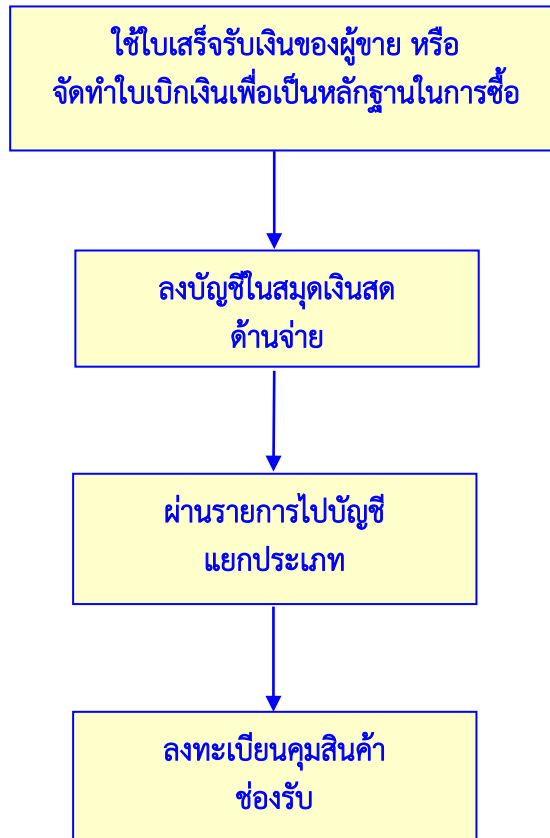 ใช้ใบเสร็จรับเงินของผู้ขาย หรือ
จัดทำใบเบิกเงินเพื่อเป็นหลักฐานในการซื้อ
ลงบัญชีในสมุดเงินสด
ด้านจ่าย
ผ่านรายการไปบัญชี
แยกประเภท
ลงทะเบียนคุมสินค้า
ช่องรับ